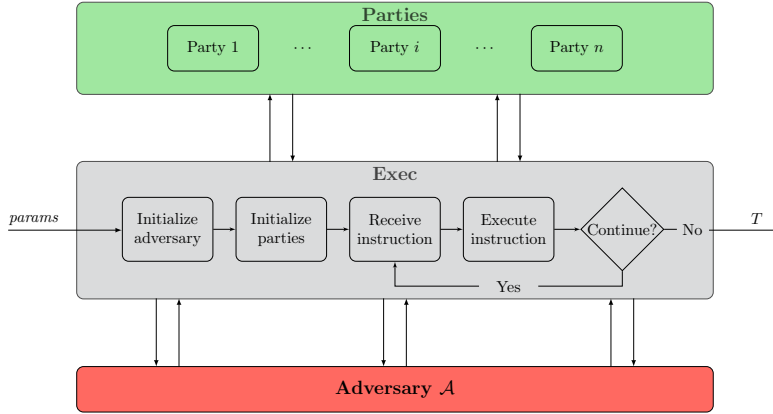 Parties
Party 1 ... Party i ... Party n
Exec
params
Initialize
adversary
Initialize
parties
Receive
instruction
Execute
instruction
Continue?
No
T
Yes
Adversary 𝒜